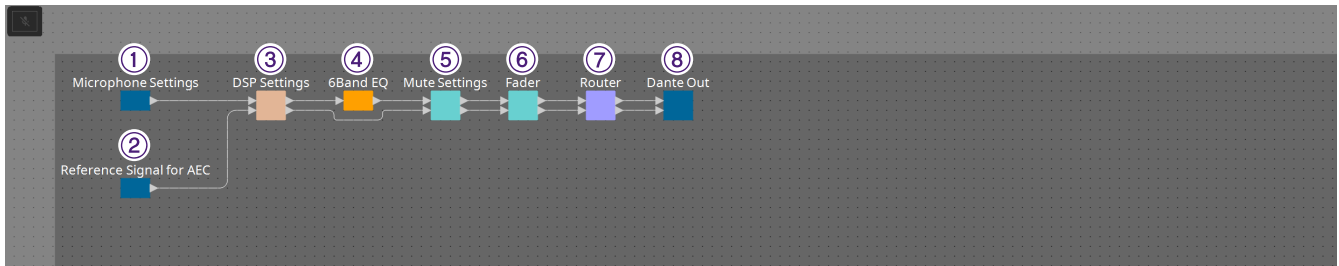 ① ③ ④ ⑤ ⑥ ⑦ ⑧
Microphone Settings DSP Settings 6Band EQ Mute Settings Fader Router Dante Out
②
Reference Signal for AEC